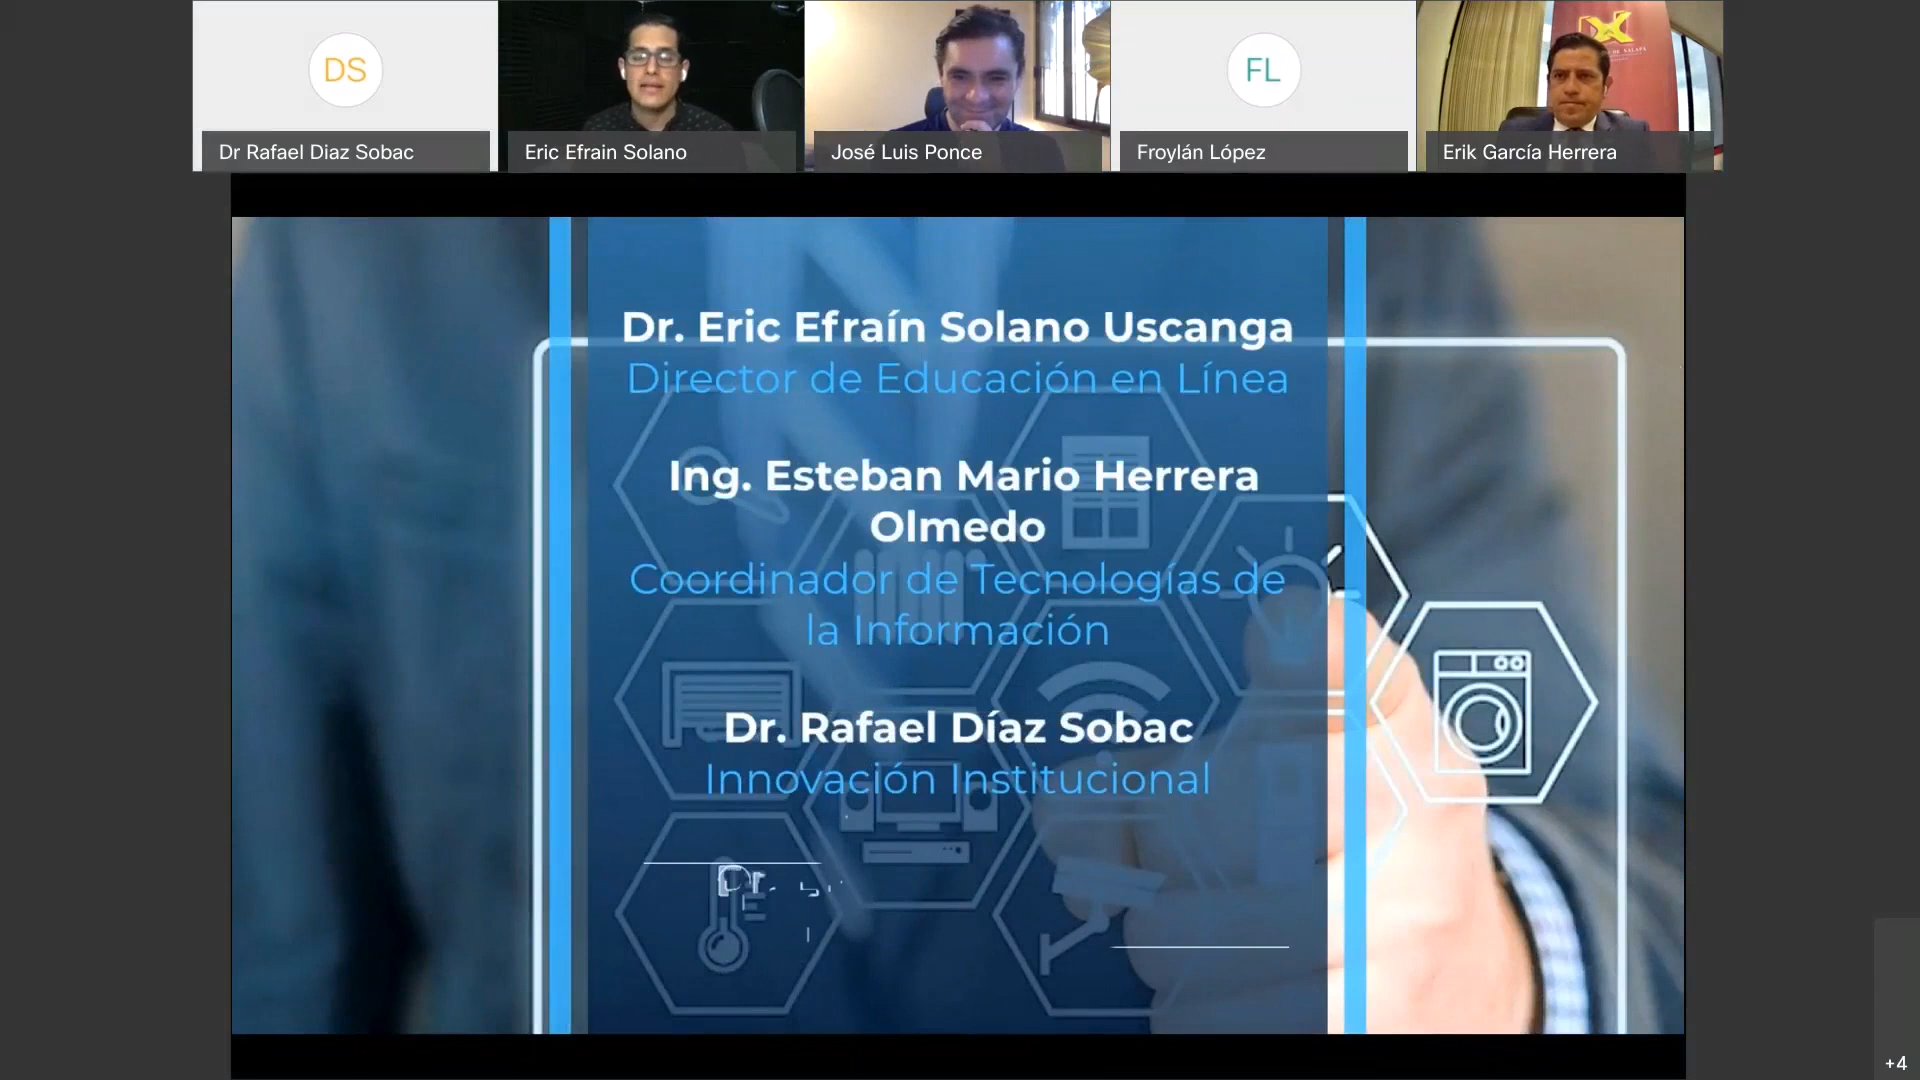 DS
FL
Dr Rafael Diaz Sobac
Eric Efrain Solano
José Luis Ponce
Froylán López
Erik García Herrera
Dr. Eric Efraín Solano Uscanga
Director de Educación en Línea
Ing. Esteban Mario Herrera
Olmedo
Coordinador de Tecnologías de
la Información
Dr. Rafael Díaz Sobac
Innovación Institucional
Dr.
+4